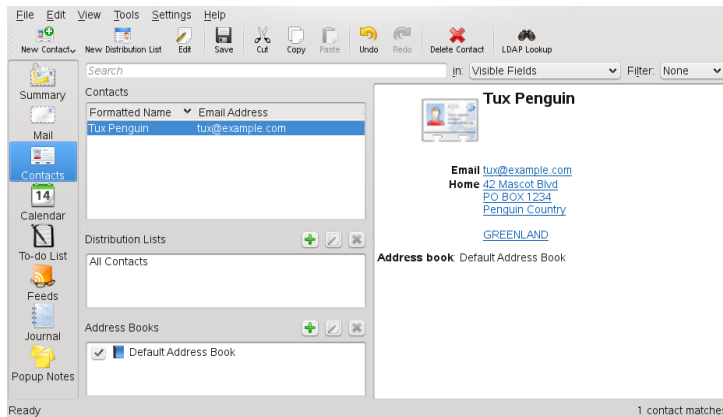 File Edit View Tools Settings Help
New Contact New Distribution List Edit Save Cut Copy Paste Undo Redo Delete Contact LDAP Lookup
Search in: Visible Fields Filter: None
Summary
Mail
Contacts
14
Calendar
To-do List
Feeds
Journal
Popup Notes
Contacts
Formatted Name Email Address
Tux Penguin tux@example.com
Distribution Lists
All Contacts
Address Books
Default Address Book
Tux Penguin
Email tux@example.com
Home 42 Mascot Blvd
PO BOX 1234
Penguin Country
GREENLAND
Address book: Default Address Book
Ready 1 contact matche